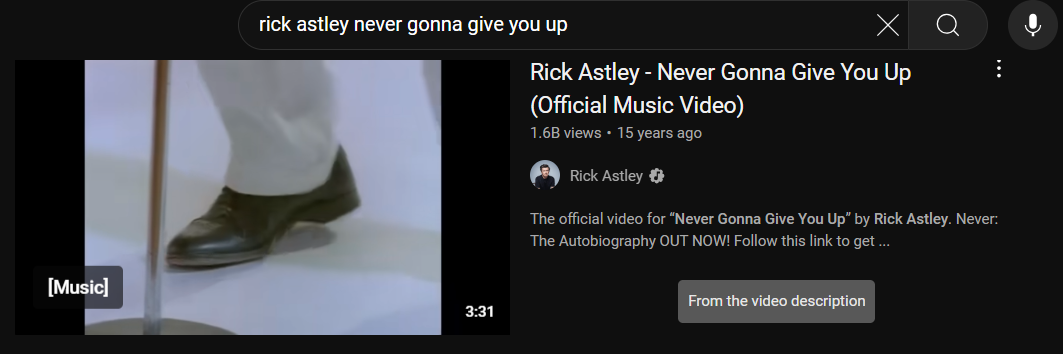 rick astley never gonna give you up
Rick Astley - Never Gonna Give You Up
(Official Music Video)
1.6B views • 15 years ago
Rick Astley
The official video for “Never Gonna Give You Up” by Rick Astley. Never:
The Autobiography OUT NOW! Follow this link to get ...
[Music]
3:31
From the video description